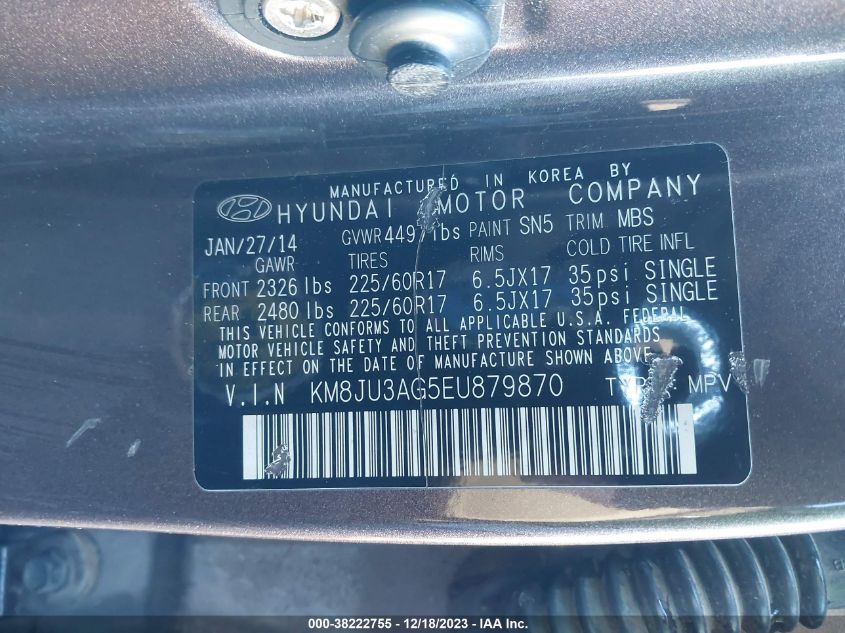 MANUFACTURED IN KOREA BY
HYUNDAI MOTOR COMPANY
JAN/27/14 GVWR 449 lbs PAINT SN5 TRIM MBS
GAWR TIRES RIMS COLD TIRE INFL
FRONT 2326 lbs 225/60R17 6.5JX17 35psi SINGLE
REAR 2480 lbs 225/60R17 6.5JX17 35psi SINGLE
THIS VEHICLE CONFORMS TO ALL APPLICABLE U.S.A. FEDERAL
MOTOR VEHICLE SAFETY AND THEFT PREVENTION STANDARDS
IN EFFECT ON THE DATE OF MANUFACTURE SHOWN ABOVE.
V.I.N KM8JU3AG5EU879870 TYPE: MPV
000-38222755 - 12/18/2023 - IAA Inc.